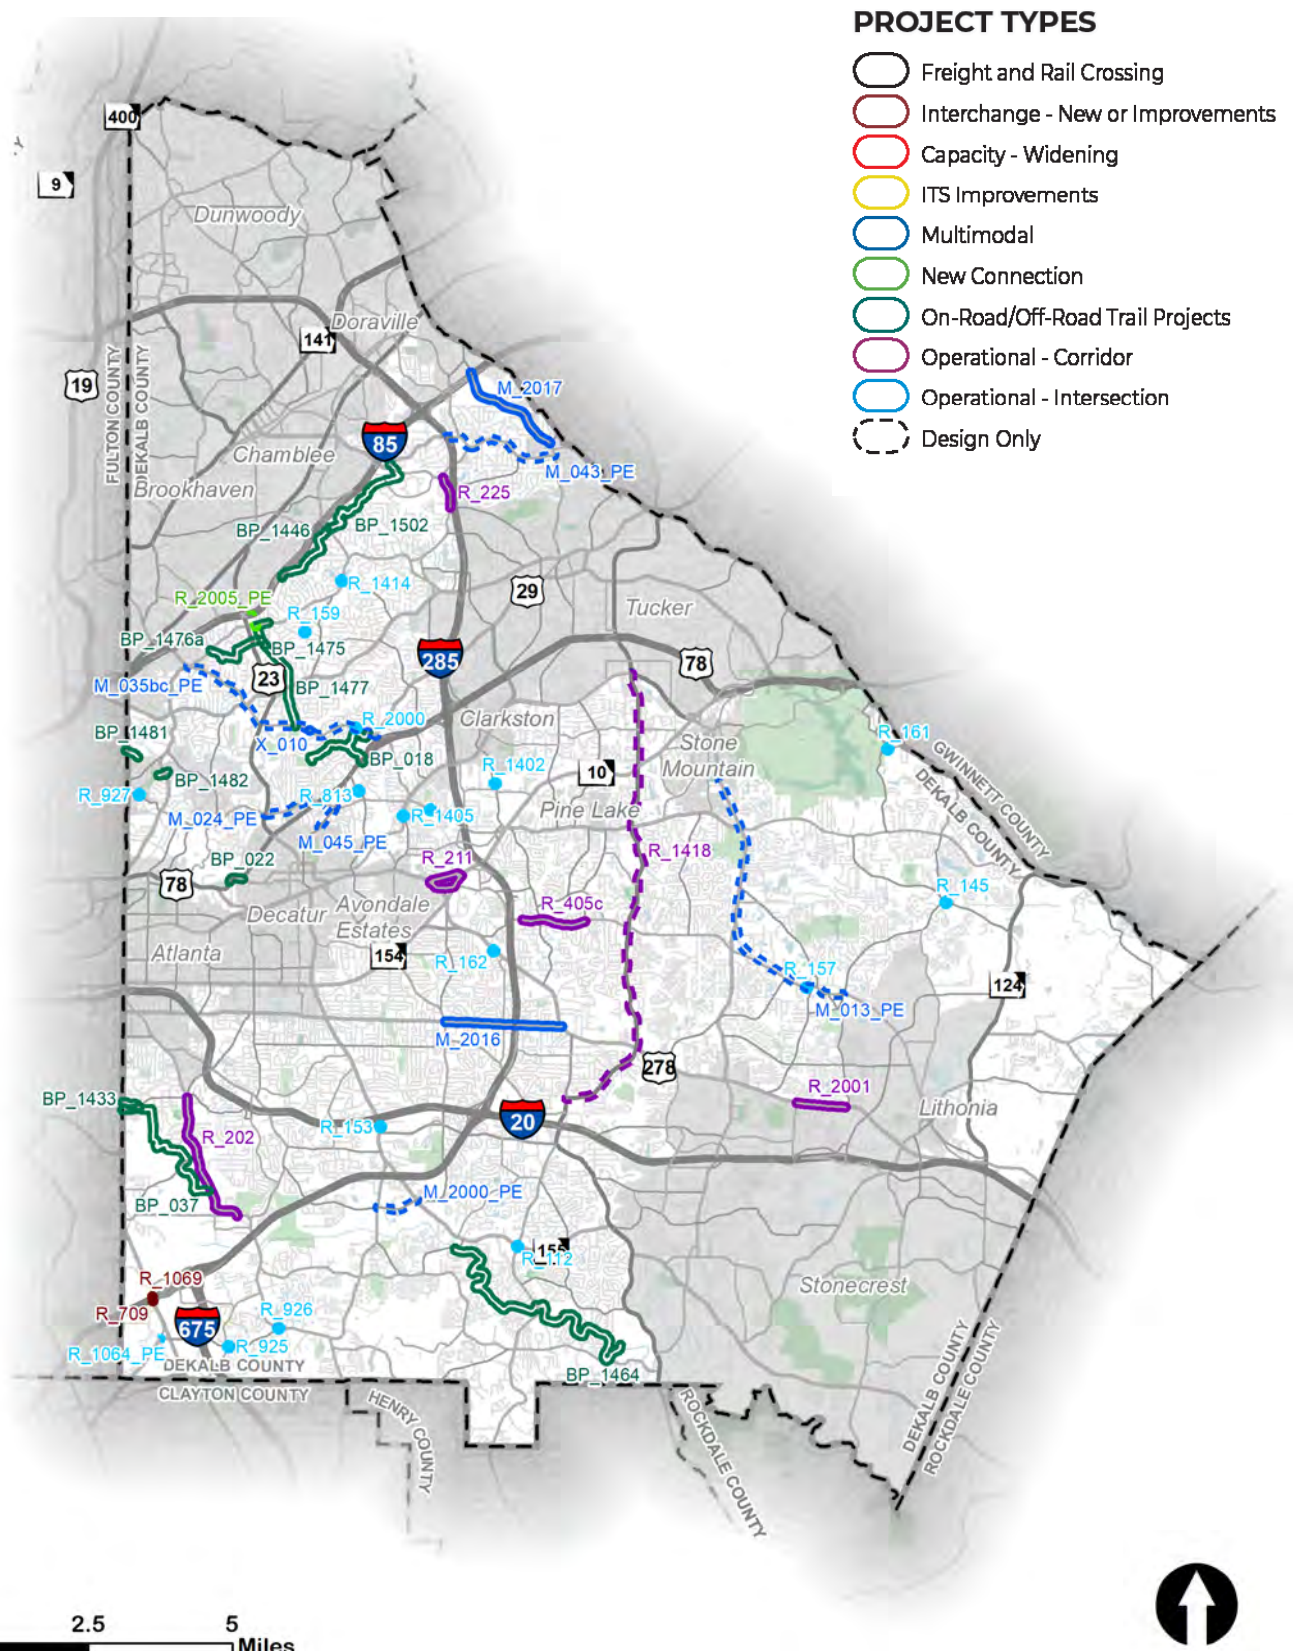 PROJECT TYPES
Freight and Rail Crossing
Interchange - New or Improvements
Capacity - Widening
ITS Improvements
Multimodal
New Connection
On-Road/Off-Road Trail Projects
Operational - Corridor
Operational - Intersection
Design Only
400
9
Dunwoody
Doraville
141
19
FULTON COUNTY
DEKALB COUNTY
M_2017
85
Chamblee
M_043_PE
Brookhaven
R_225
BP_1446
BP_1502
R_1414
29
R_2005_PE
R_159
Tucker
BP_1476a
BP_1475
285
78
23
M_035bc_PE
BP_1477
R_2000
Clarkston
BP_1481
X_010
R_161
GWINNETT COUNTY
DEKALB COUNTY
BP_018
Stone
Mountain
BP_1482
R_1402
10
R_927
R_813
R_1405
Pine Lake
M_024_PE
M_045_PE
R_1418
BP_022
R_211
78
R_145
R_405c
Decatur
Avondale
Estates
Atlanta
154
R_162
R_157
124
M_013_PE
M_2016
278
R_2001
BP_1433
Lithonia
20
R_153
R_202
M_2000_PE
BP_037
155
R_112
R_1069
Stonecrest
R_709
675
R_926
R_1064_PE
R_925
DEKALB COUNTY
CLAYTON COUNTY
BP_1464
HENRY COUNTY
ROCKDALE COUNTY
DEKALB COUNTY
ROCKDALE COUNTY
2.5
5
Miles